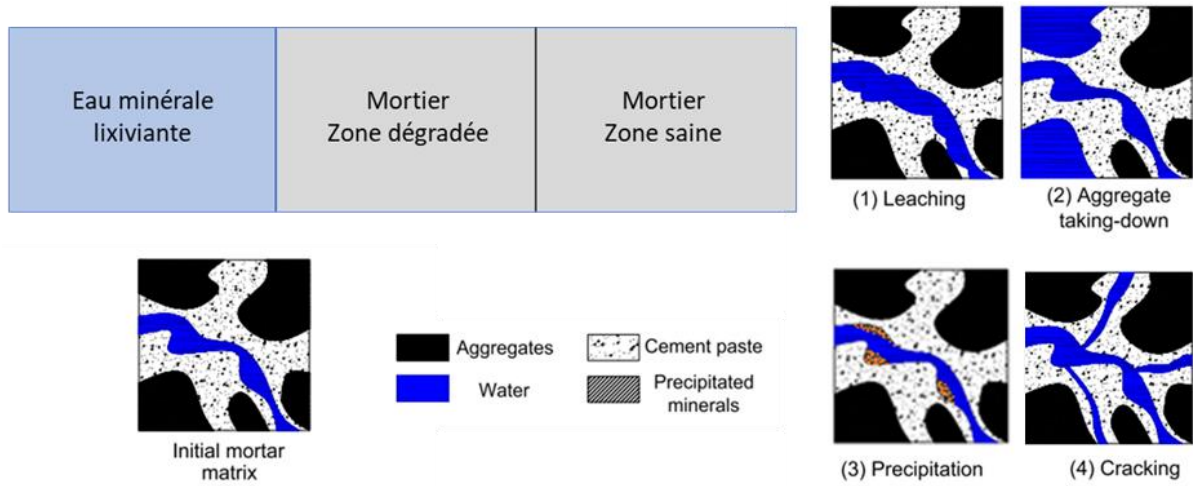 Eau minérale
lixiviante
Mortier
Zone dégradée
Mortier
Zone saine
(1) Leaching
(2) Aggregate
taking-down
Initial mortar
matrix
Aggregates
Cement paste
Water
Precipitated
minerals
(3) Precipitation
(4) Cracking